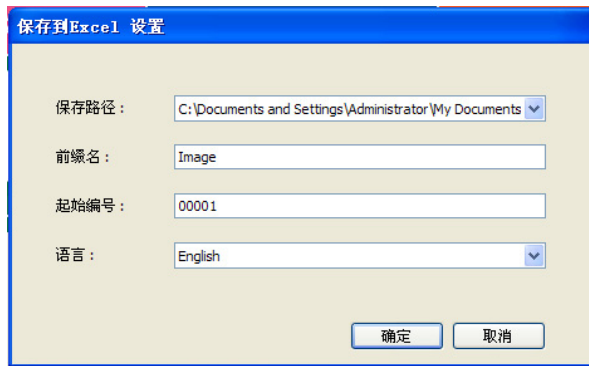 保存到Excel 设置
保存路径： C:\Documents and Settings\Administrator\My Documents
前缀名： Image
起始编号： 00001
语言： English
确定 取消